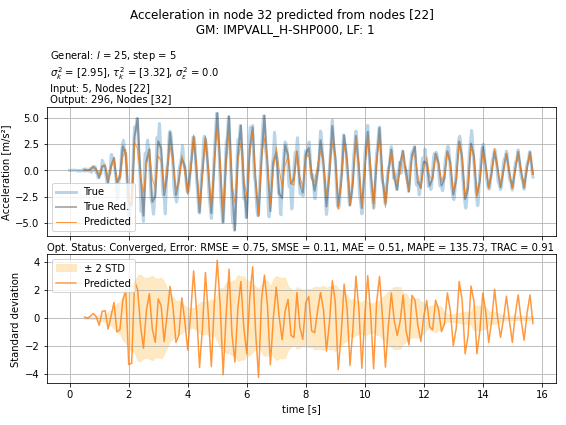 Acceleration in node 32 predicted from nodes [22]
GM: IMPVALL_H-SHP000, LF: 1
General: l = 25, step = 5
σ²ₖ = [2.95], τ²ₖ = [3.32], σ²ε = 0.0
Input: 5, Nodes [22]
Output: 296, Nodes [32]
Acceleration [m/s²]
5.0
2.5
0.0
−2.5
−5.0
True
True Red.
Predicted
Opt. Status: Converged, Error: RMSE = 0.75, SMSE = 0.11, MAE = 0.51, MAPE = 135.73, TRAC = 0.91
Standard deviation
4
2
0
−2
−4
± 2 STD
Predicted
0 2 4 6 8 10 12 14 16
time [s]